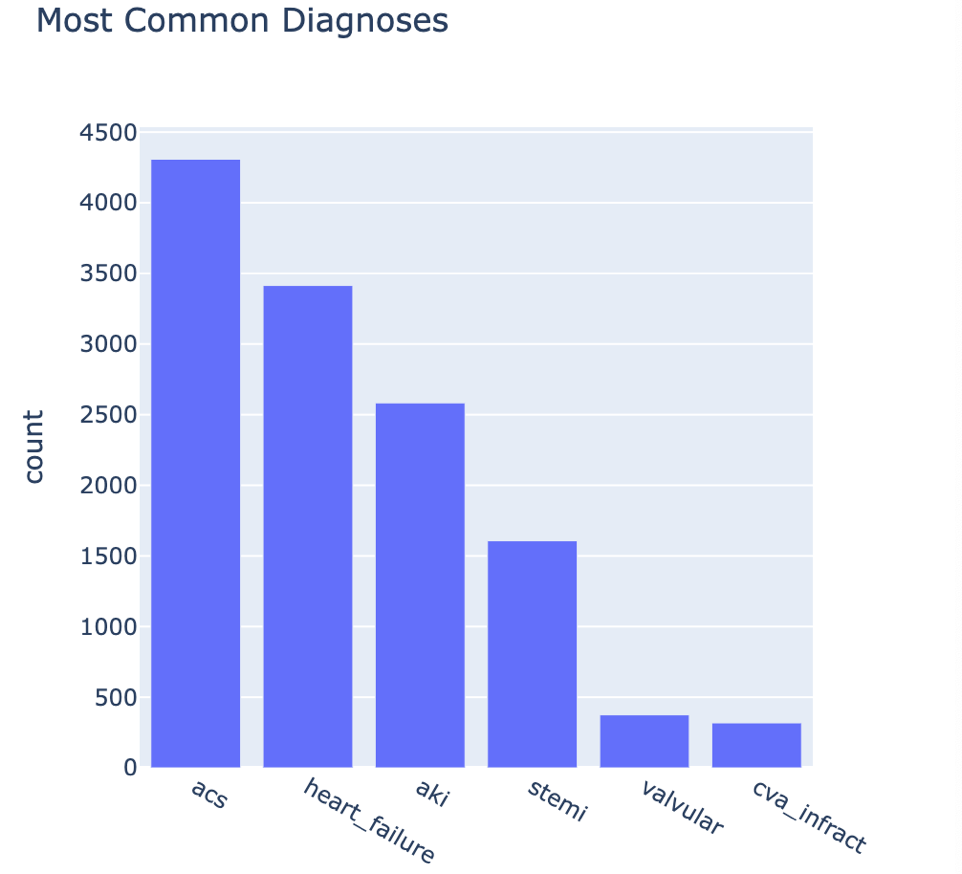 Most Common Diagnoses
4500
4000
3500
3000
2500
2000
1500
1000
500
0
count
acs
heart_failure
aki
stemi
valvular
cva_infract